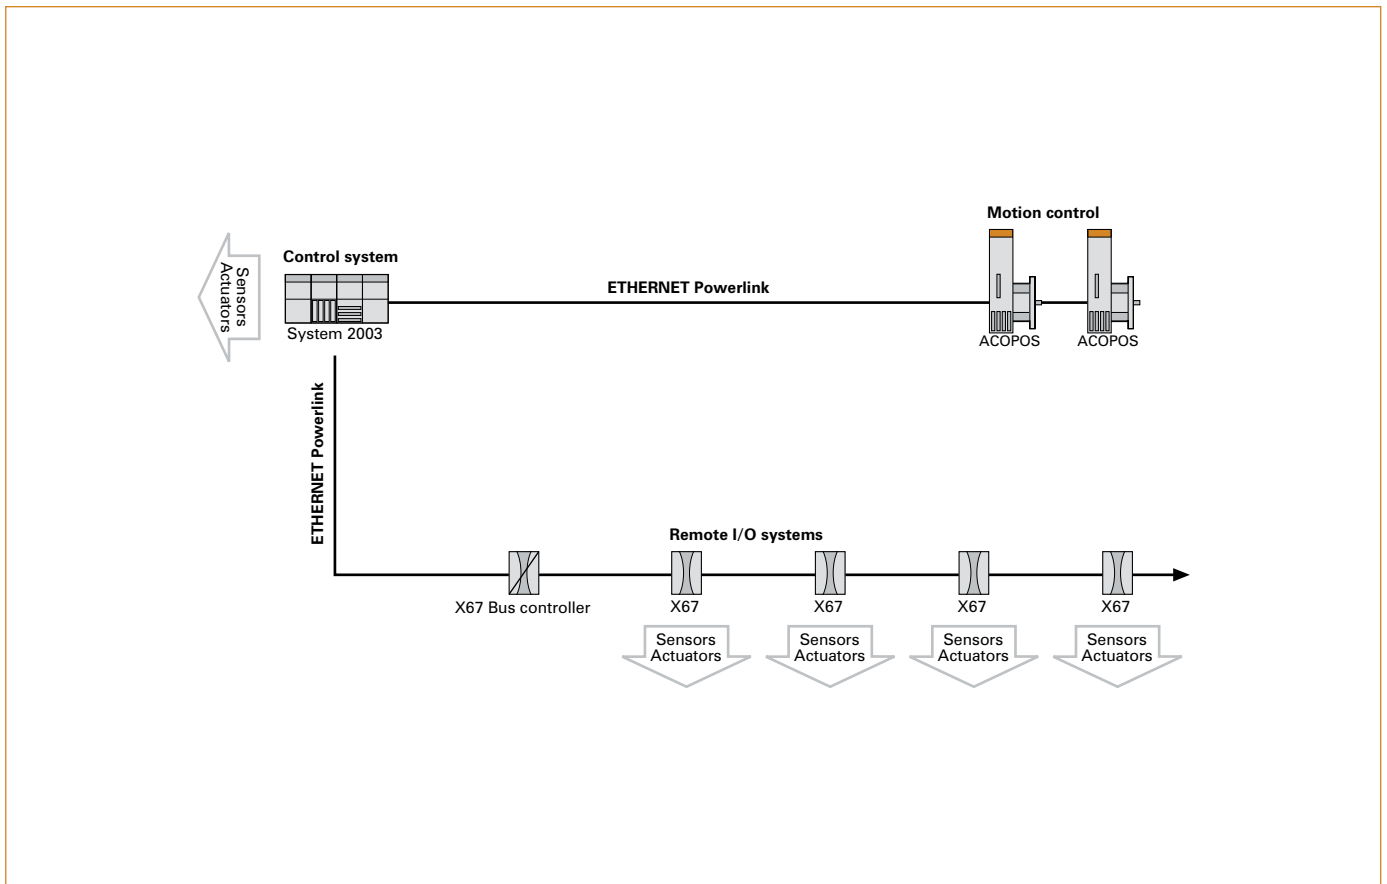 Motion control
Control system
Sensors
Actuators
ETHERNET Powerlink
System 2003
ACOPOS
ACOPOS
ETHERNET Powerlink
Remote I/O systems
X67 Bus controller
X67
X67
X67
X67
Sensors
Actuators
Sensors
Actuators
Sensors
Actuators
Sensors
Actuators